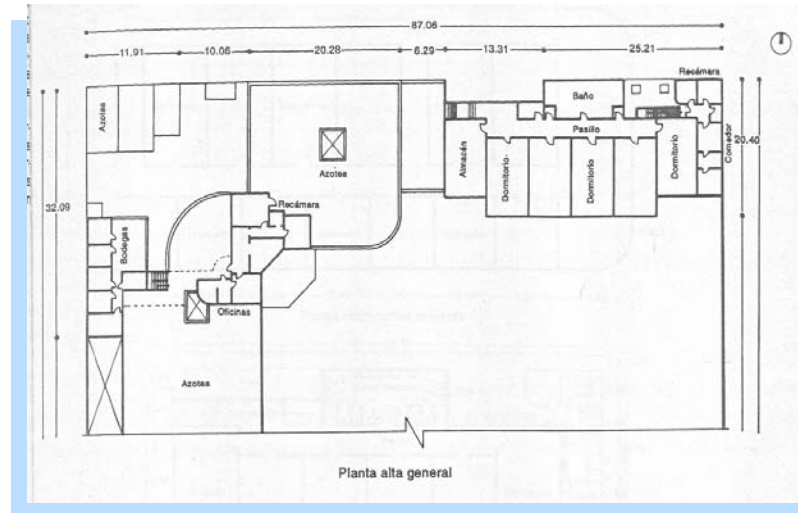 87.06
11.91
10.06
20.28
6.29
13.31
25.21
Recámara
Baño
Azotea
Pasillo
Almacén
Dormitorio
Dormitorio
Dormitorio
Comedor
20.40
Azotea
32.09
Recámara
Bodegas
Oficinas
Azotea
Planta alta general